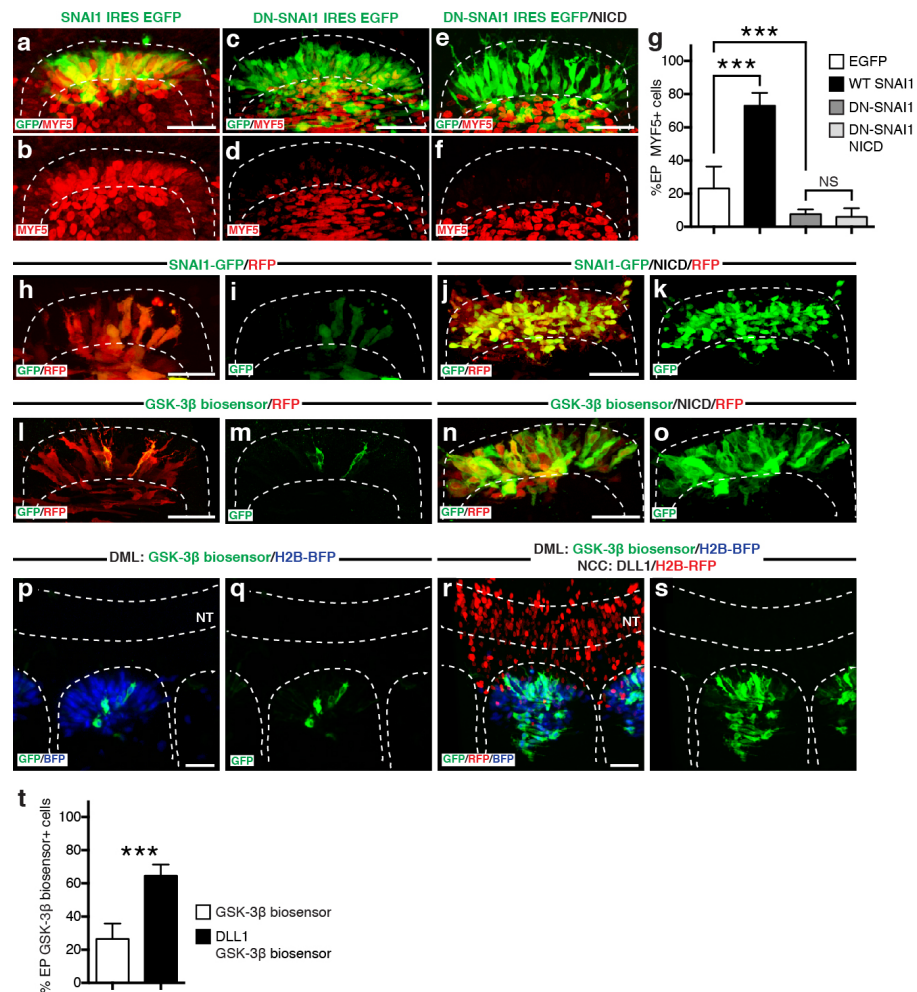 SNAI1 IRES EGFP
DN-SNAI1 IRES EGFP
DN-SNAI1 IRES EGFP/NICD
a
GFP/MYF5
c
GFP/MYF5
e
GFP/MYF5
b
MYF5
d
MYF5
f
MYF5
g
%EP MYF5+ cells
100
80
60
40
20
0
***
***
NS
EGFP
WT SNAI1
DN-SNAI1
DN-SNAI1
NICD
SNAI1-GFP/RFP
SNAI1-GFP/NICD/RFP
h
GFP/RFP
i
GFP
j
GFP/RFP
k
GFP
GSK-3β biosensor/RFP
GSK-3β biosensor/NICD/RFP
l
GFP/RFP
m
GFP
n
GFP/RFP
o
GFP
DML: GSK-3β biosensor/H2B-BFP
DML: GSK-3β biosensor/H2B-BFP
NCC: DLL1/H2B-RFP
p
NT
GFP/BFP
q
GFP
r
NT
GFP/RFP/BFP
s
GFP
t
% EP GSK-3β biosensor+ cells
100
80
60
40
20
0
***
GSK-3β biosensor
DLL1
GSK-3β biosensor